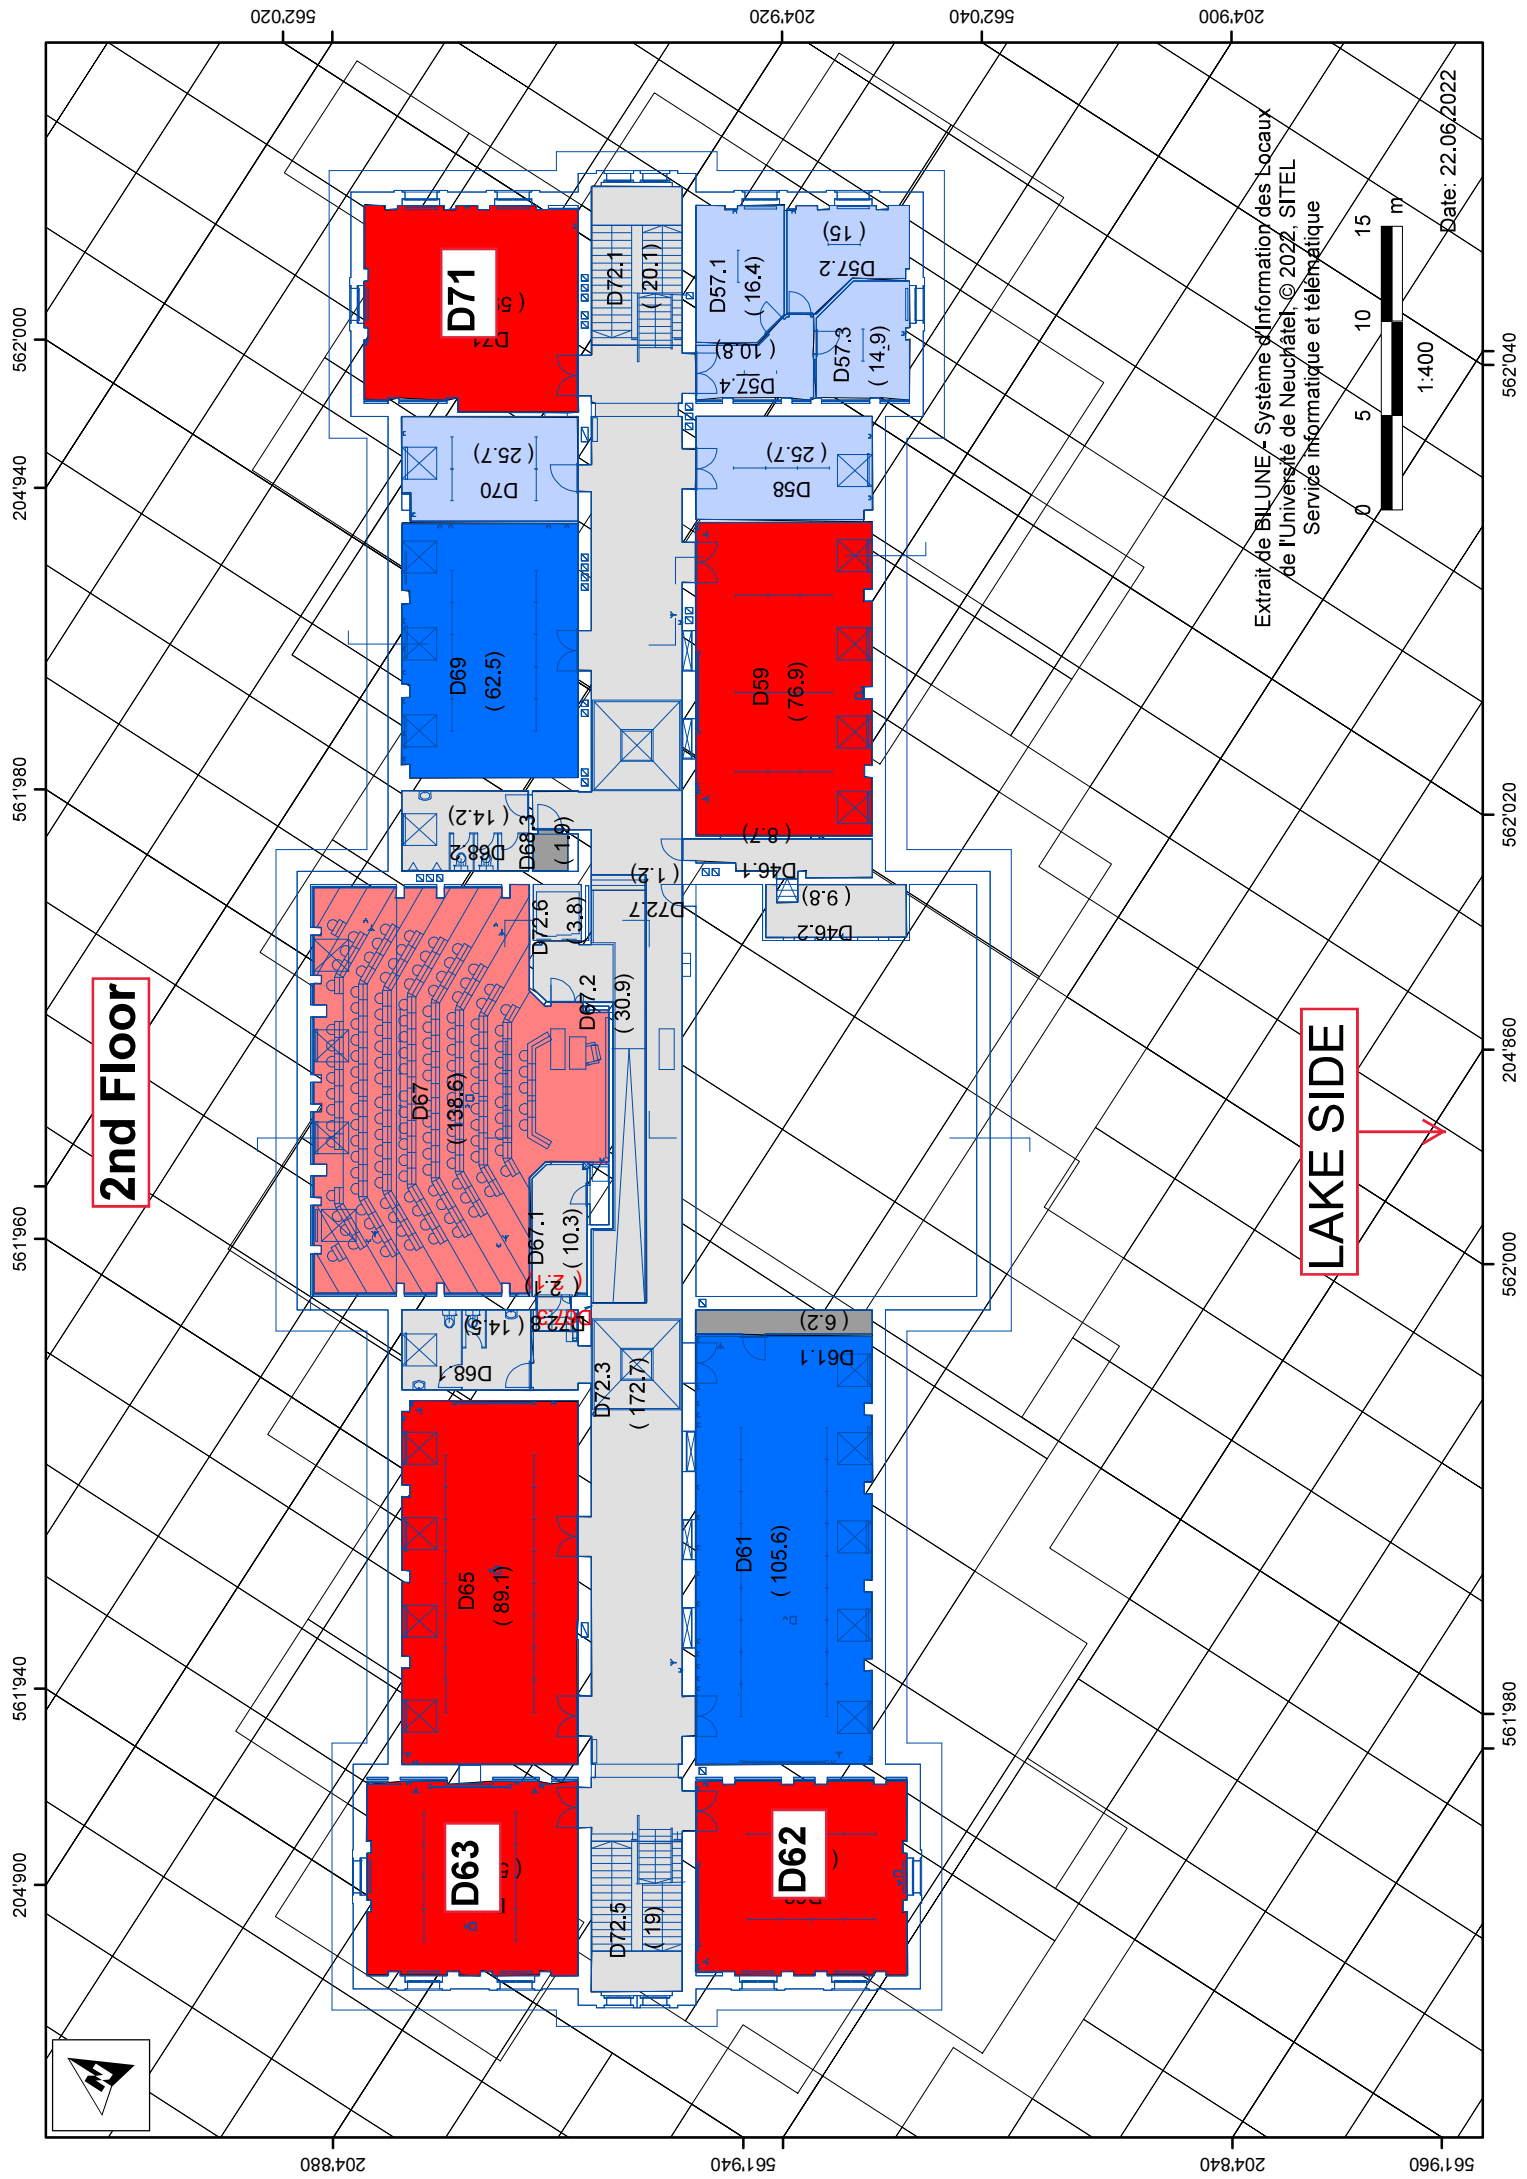 2nd Floor
562'020
204'920
562'040
204'900
562'000
204'940
561'980
561'960
561'940
204'900
562'040
562'020
204'860
562'000
561'980
204'880
561'940
204'840
561'960
D71
D71
D72.1
( 20.1)
D57.1
( 16.4)
D57.2
( 15)
D57.3
( 14.9)
D57.4
( 10.8)
D70
( 25.7)
D58
( 25.7)
D69
( 62.5)
D59
( 76.9)
D68.2
( 14.2)
D68.3
( 1.9)
D46.1
( 8.7)
D46.2
( 9.8)
D72.7
( 1.2)
D72.6
( 3.8)
D67.2
( 30.9)
D67
( 138.6)
D67.1
( 10.3)
( 2.1)
D67.3
D68.1
( 14.5)
D72.3
( 172.7)
D61.1
( 6.2)
D65
( 89.1)
D61
( 105.6)
D63
D62
D72.5
( 19)
LAKE SIDE
Extrait de BILUNE - Système d'Information des Locaux
de l'Université de Neuchâtel, © 2022, SITEL
Service informatique et télématique
0 5 10 15
m
1:400
Date: 22.06.2022
N